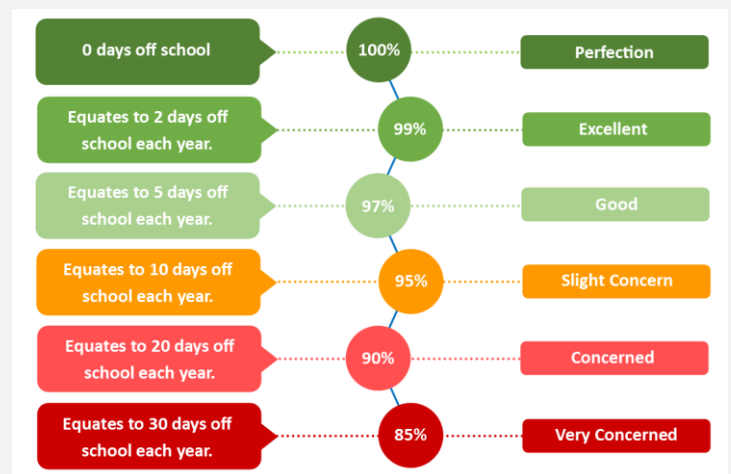 0 days off school
100%
Perfection
Equates to 2 days off
school each year.
99%
Excellent
Equates to 5 days off
school each year.
97%
Good
Equates to 10 days off
school each year.
95%
Slight Concern
Equates to 20 days off
school each year.
90%
Concerned
Equates to 30 days off
school each year.
85%
Very Concerned